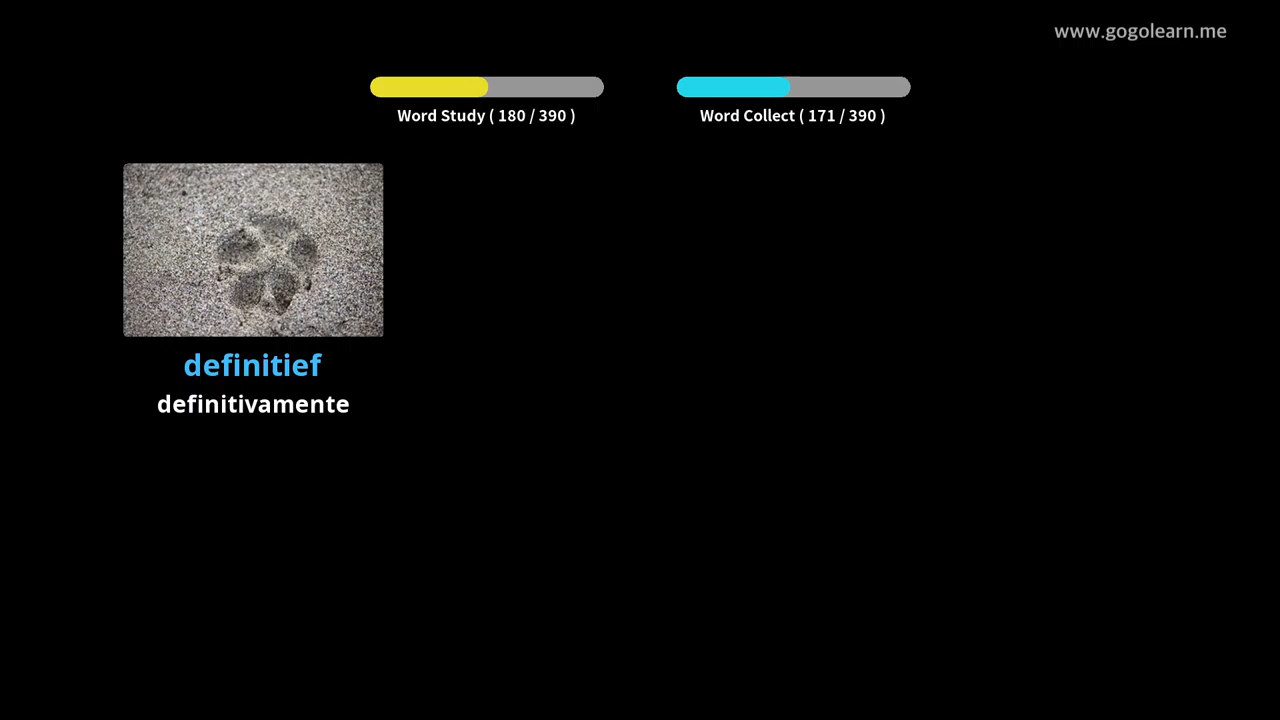 www.gogolearn.me
Word Study ( 180 / 390 )
Word Collect ( 171 / 390 )
definitief
definitivamente